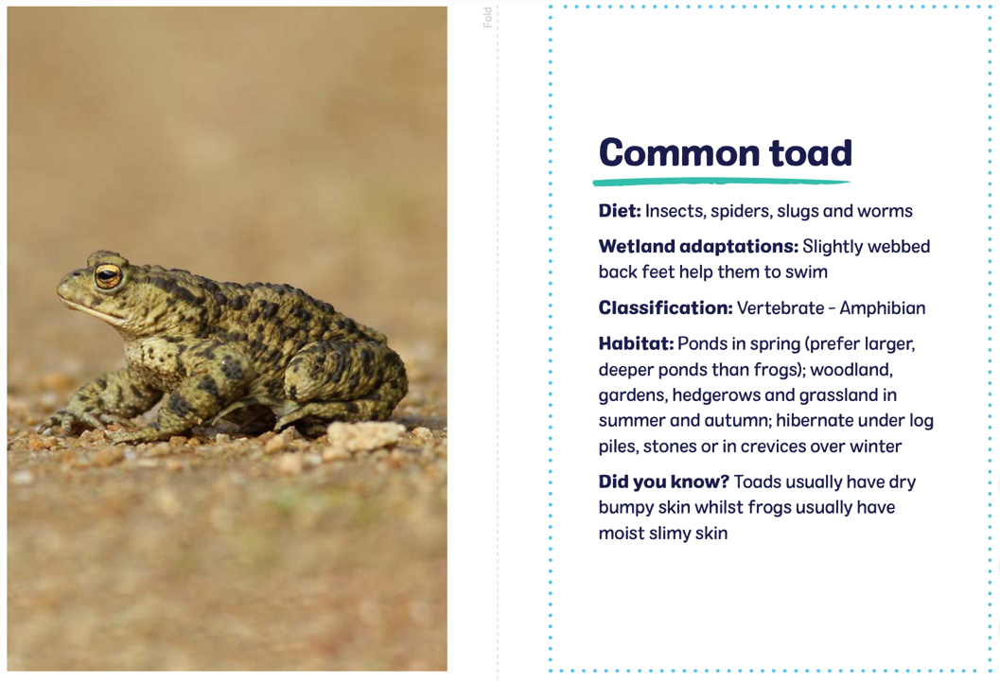 Fold
Common toad
Diet: Insects, spiders, slugs and worms
Wetland adaptations: Slightly webbed
back feet help them to swim
Classification: Vertebrate - Amphibian
Habitat: Ponds in spring (prefer larger,
deeper ponds than frogs); woodland,
gardens, hedgerows and grassland in
summer and autumn; hibernate under log
piles, stones or in crevices over winter
Did you know? Toads usually have dry
bumpy skin whilst frogs usually have
moist slimy skin